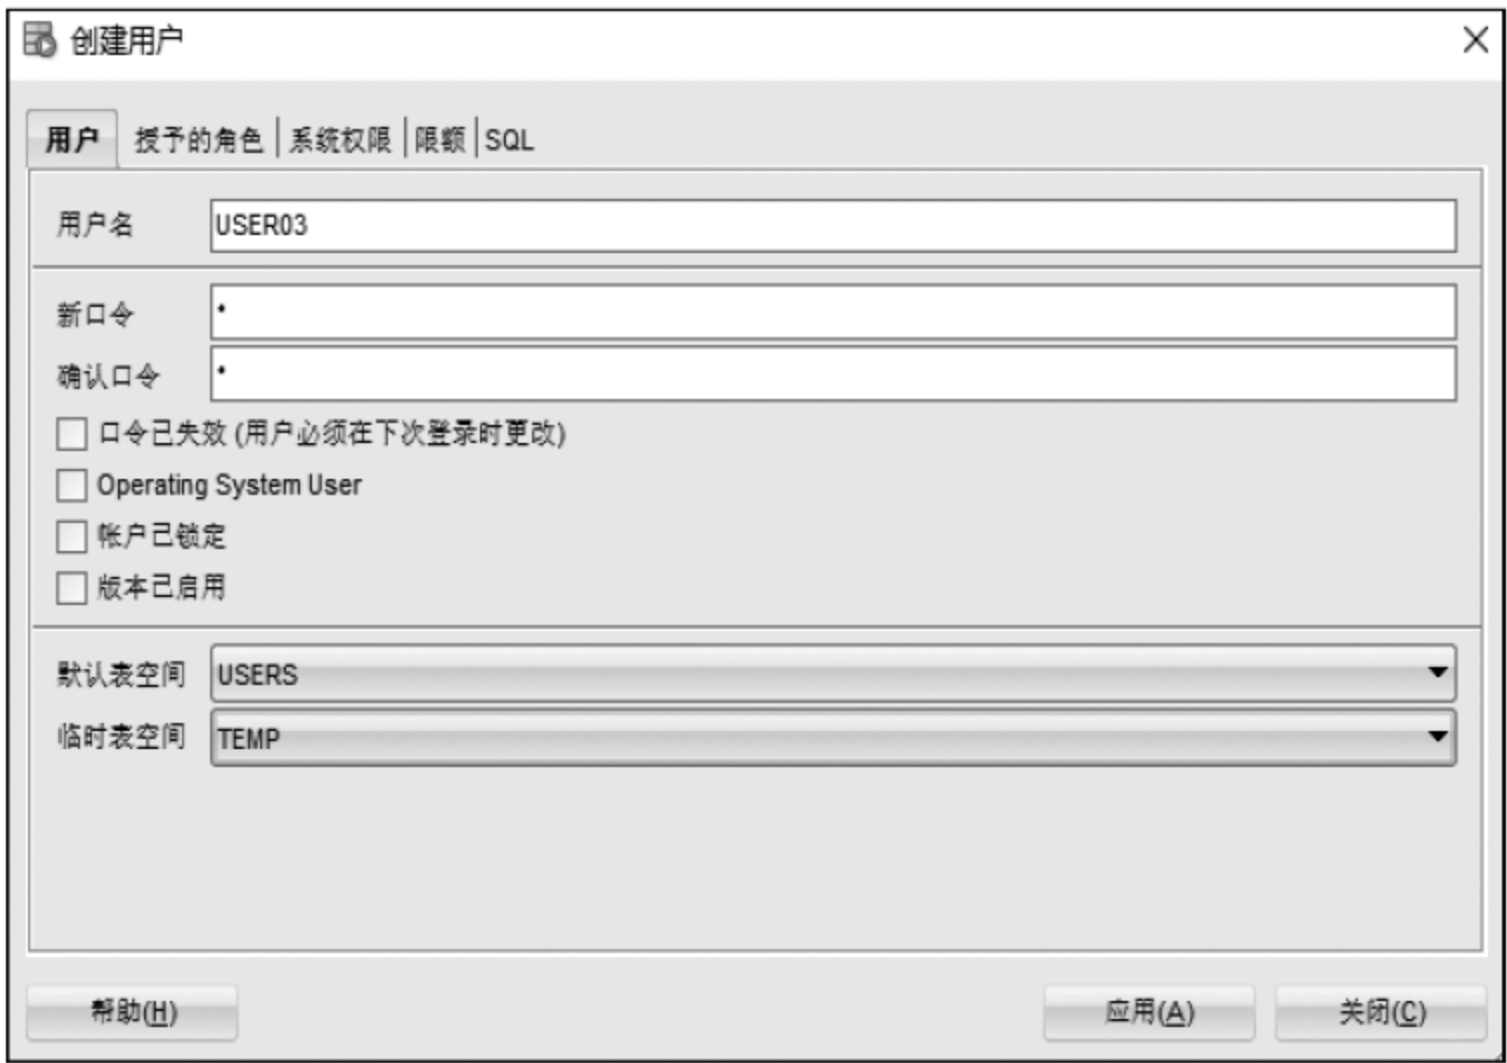 创建用户
用户 授予的角色 系统权限 限额 SQL
用户名 USER03
新口令 *
确认口令 *
口令已失效 (用户必须在下次登录时更改)
Operating System User
帐户已锁定
版本已启用
默认表空间 USERS
临时表空间 TEMP
帮助(H) 应用(A) 关闭(C)